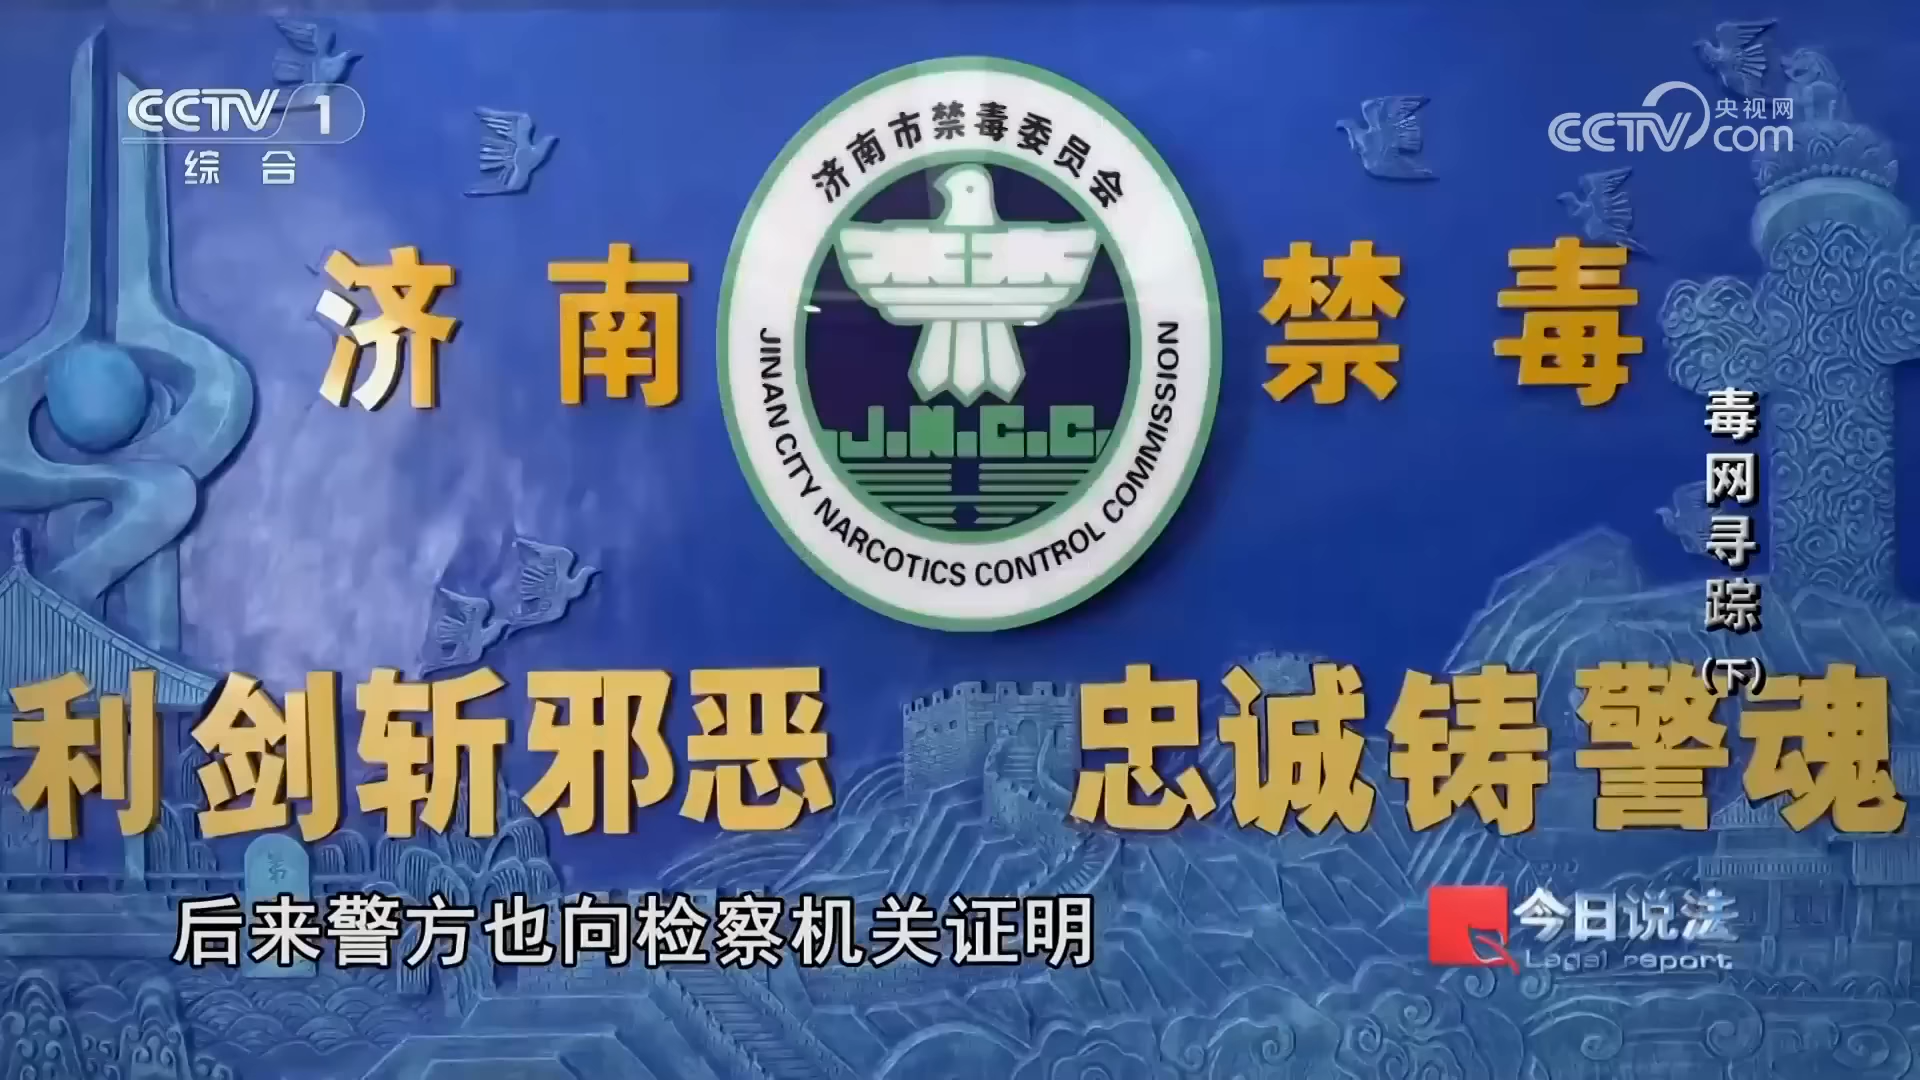 CCTV 1
综 合
央视网
CCTV.com
济南市禁毒委员会
济 南 禁 毒
J.N.C.C.
JINAN CITY NARCOTICS CONTROL COMMISSION
毒网寻踪(下)
利剑斩邪恶 忠诚铸警魂
第
后来警方也向检察机关证明
今日说法
Legal report